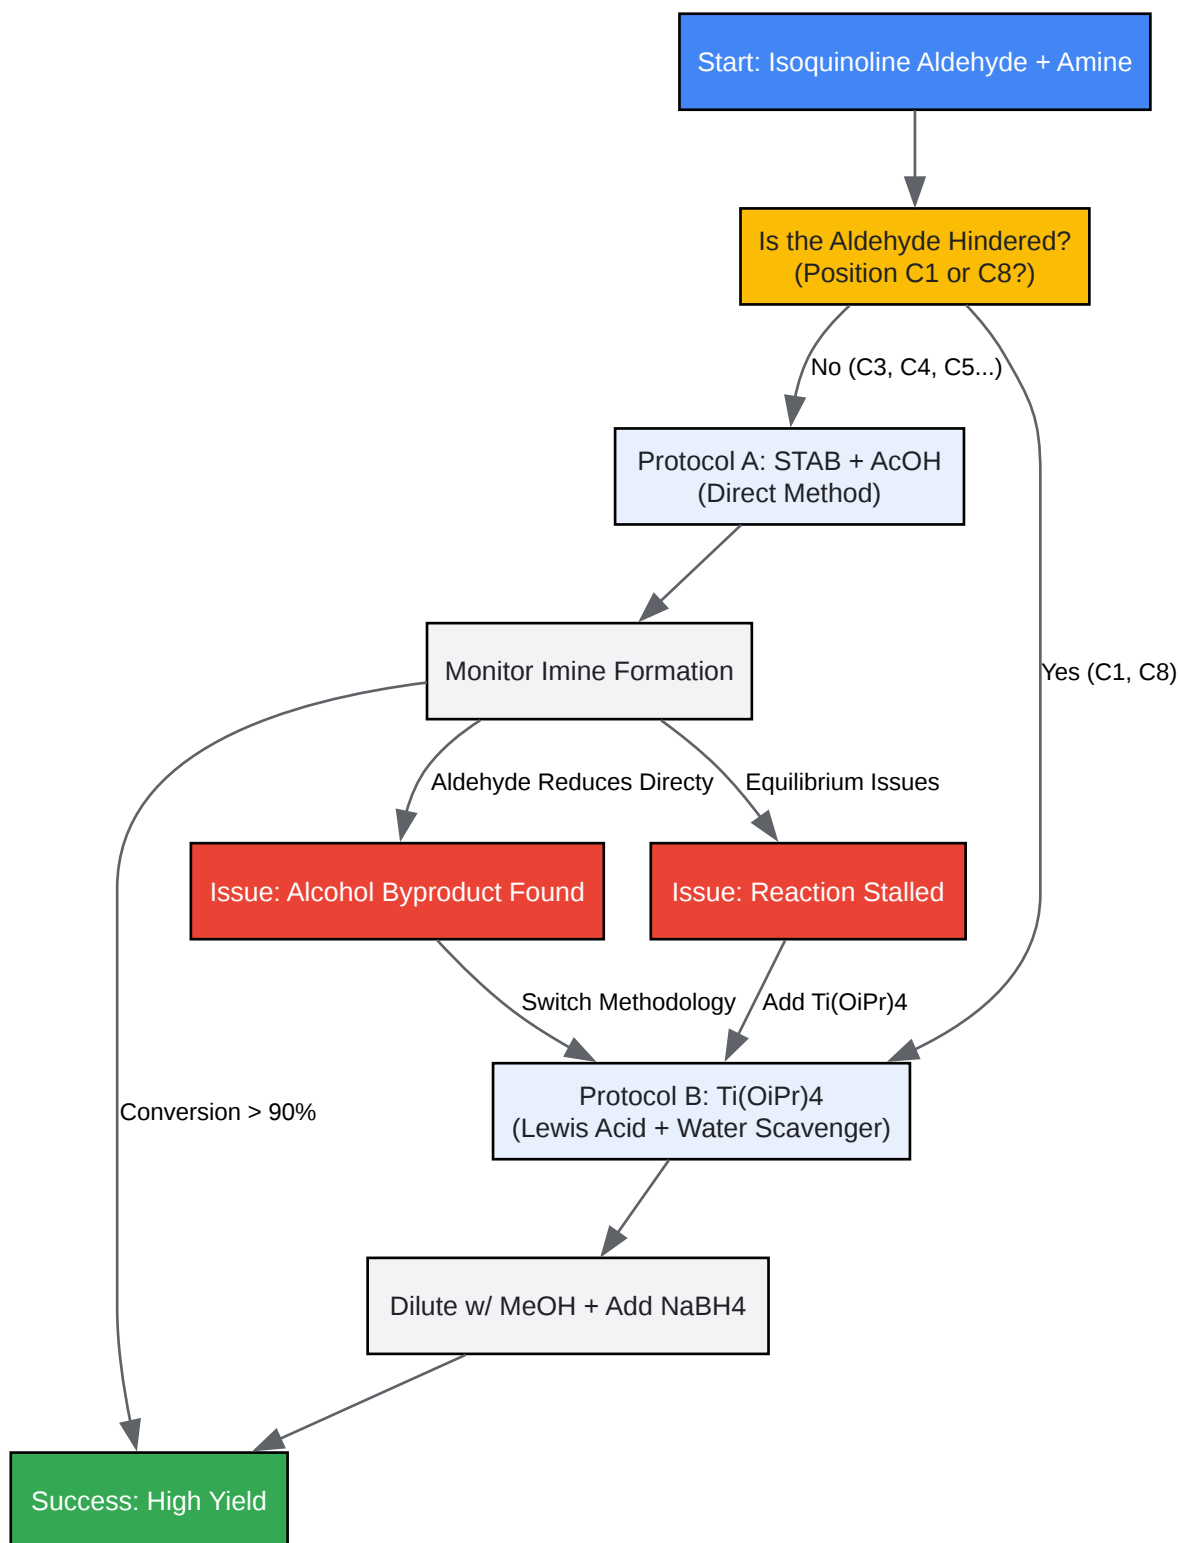 Start: Isoquinoline Aldehyde + Amine
Is the Aldehyde Hindered?
(Position C1 or C8?)
No (C3, C4, C5...)
Protocol A: STAB + AcOH
(Direct Method)
Monitor Imine Formation
Yes (C1, C8)
Aldehyde Reduces Directy
Equilibrium Issues
Issue: Alcohol Byproduct Found
Issue: Reaction Stalled
Switch Methodology
Add Ti(OiPr)4
Protocol B: Ti(OiPr)4
(Lewis Acid + Water Scavenger)
Conversion > 90%
Dilute w/ MeOH + Add NaBH4
Success: High Yield